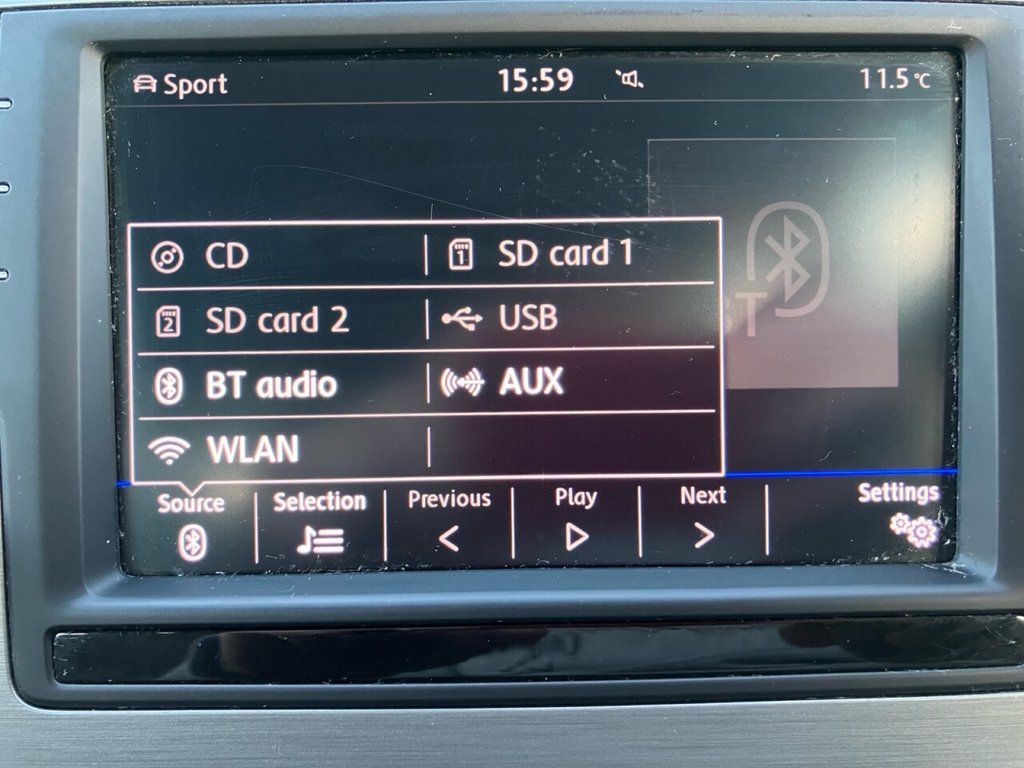 Sport 15:59 11.5 °C
CD SD card 1
SD card 2 USB
BT audio AUX
WLAN
BT
Source Selection Previous Play Next Settings